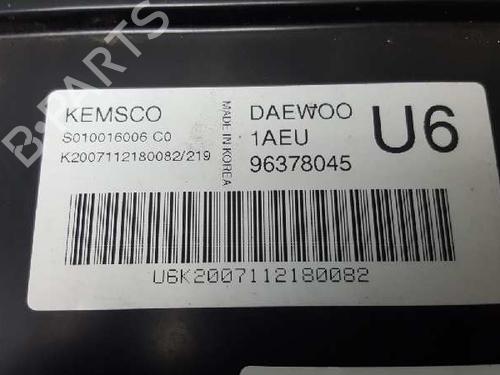 B-PARTS
KEMSCO
S010016006 C0
K2007112180082/219
MADE IN KOREA
DAEWOO
1AEU
96378045
U6
U6K2007112180082